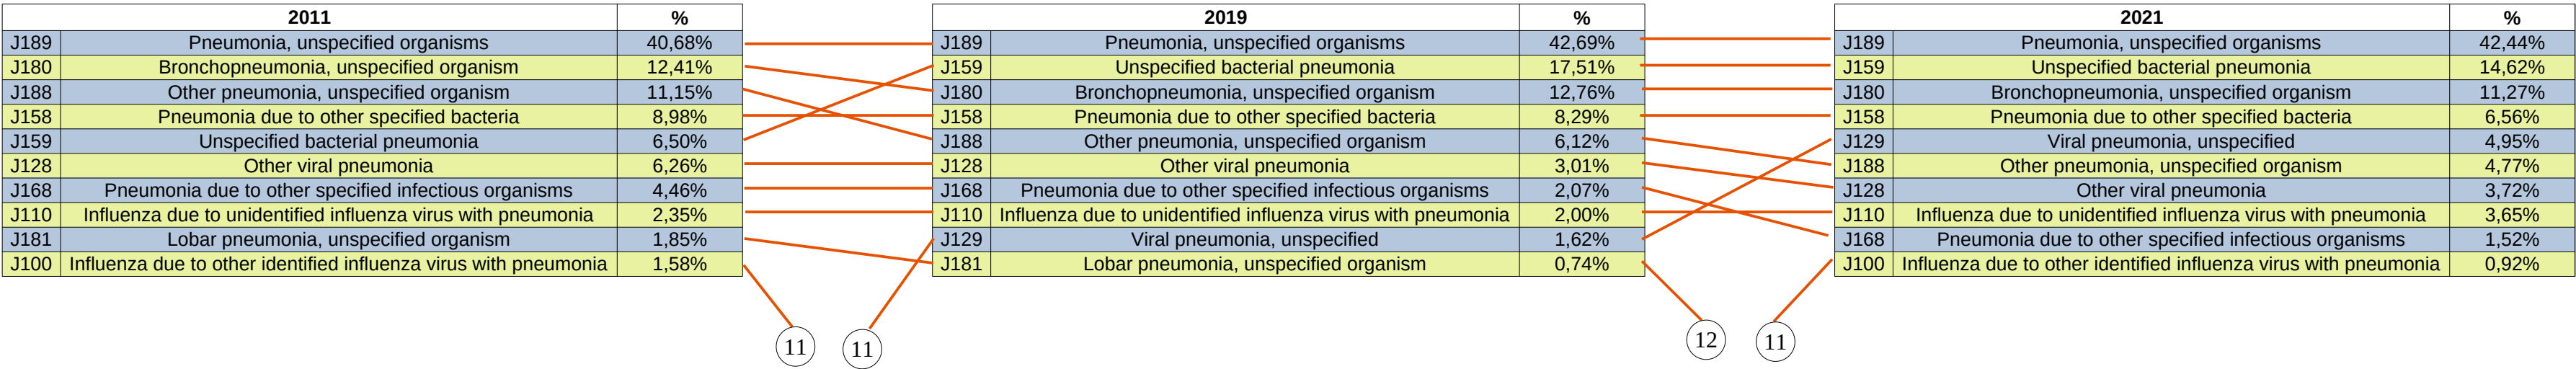 2011 %
J189 Pneumonia, unspecified organisms 40,68%
J180 Bronchopneumonia, unspecified organism 12,41%
J188 Other pneumonia, unspecified organism 11,15%
J158 Pneumonia due to other specified bacteria 8,98%
J159 Unspecified bacterial pneumonia 6,50%
J128 Other viral pneumonia 6,26%
J168 Pneumonia due to other specified infectious organisms 4,46%
J110 Influenza due to unidentified influenza virus with pneumonia 2,35%
J181 Lobar pneumonia, unspecified organism 1,85%
J100 Influenza due to other identified influenza virus with pneumonia 1,58%
2019 %
J189 Pneumonia, unspecified organisms 42,69%
J159 Unspecified bacterial pneumonia 17,51%
J180 Bronchopneumonia, unspecified organism 12,76%
J158 Pneumonia due to other specified bacteria 8,29%
J188 Other pneumonia, unspecified organism 6,12%
J128 Other viral pneumonia 3,01%
J168 Pneumonia due to other specified infectious organisms 2,07%
J110 Influenza due to unidentified influenza virus with pneumonia 2,00%
J129 Viral pneumonia, unspecified 1,62%
J181 Lobar pneumonia, unspecified organism 0,74%
2021 %
J189 Pneumonia, unspecified organisms 42,44%
J159 Unspecified bacterial pneumonia 14,62%
J180 Bronchopneumonia, unspecified organism 11,27%
J158 Pneumonia due to other specified bacteria 6,56%
J129 Viral pneumonia, unspecified 4,95%
J188 Other pneumonia, unspecified organism 4,77%
J128 Other viral pneumonia 3,72%
J110 Influenza due to unidentified influenza virus with pneumonia 3,65%
J168 Pneumonia due to other specified infectious organisms 1,52%
J100 Influenza due to other identified influenza virus with pneumonia 0,92%
11
11
12
11